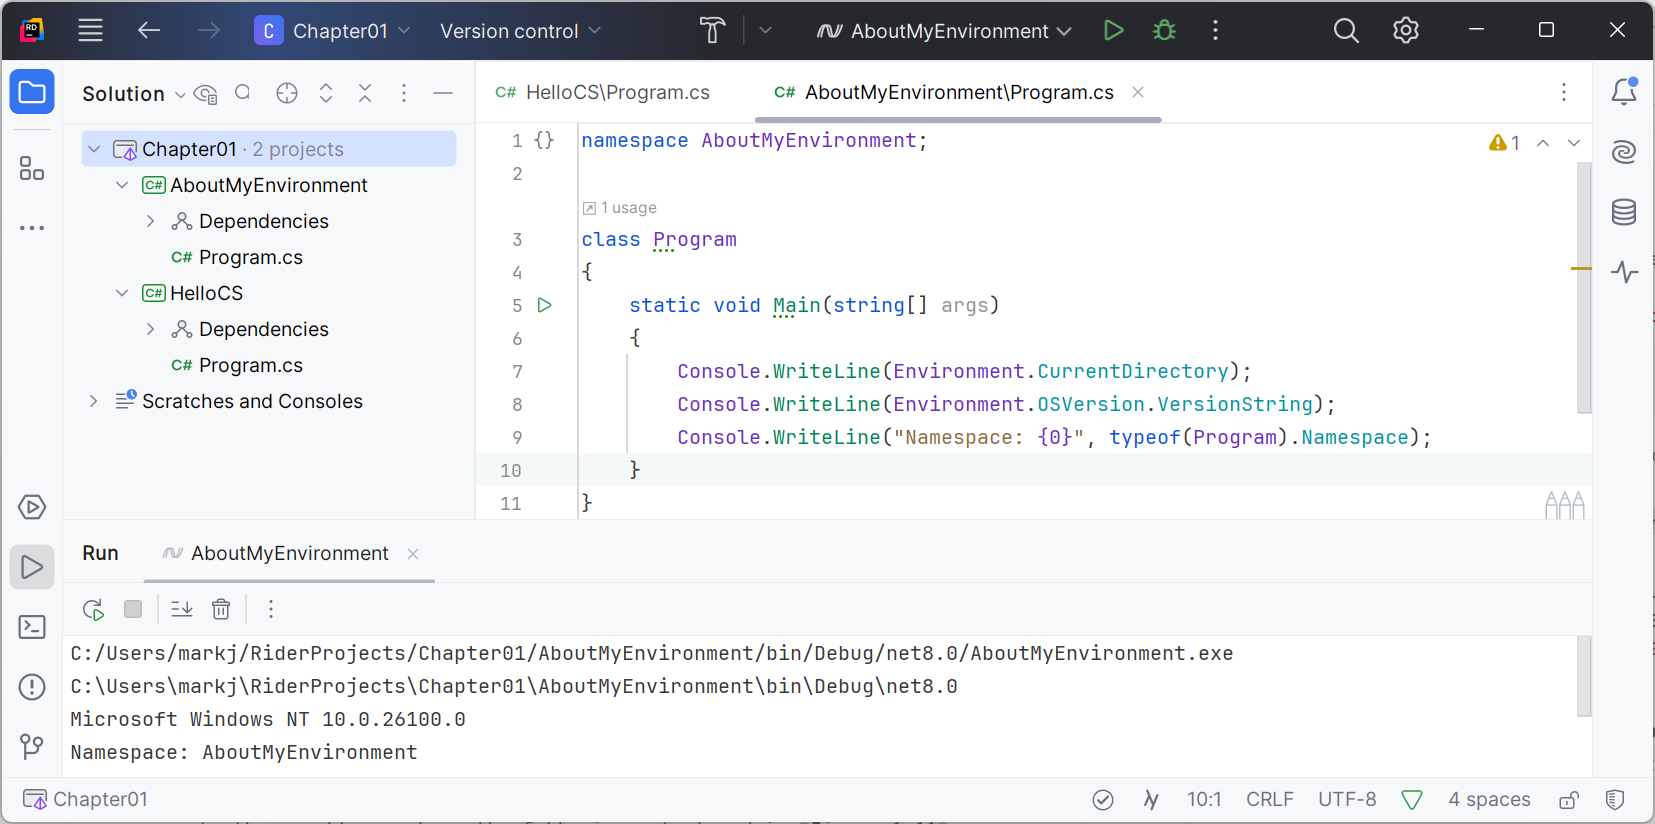 RD
C Chapter01
Version control
AboutMyEnvironment
Solution
C# HelloCS\Program.cs
C# AboutMyEnvironment\Program.cs
Chapter01 · 2 projects
C# AboutMyEnvironment
Dependencies
C# Program.cs
C# HelloCS
Dependencies
C# Program.cs
Scratches and Consoles
1 {} namespace AboutMyEnvironment;
1
2
1 usage
3 class Program
4 {
5 static void Main(string[] args)
6 {
7 Console.WriteLine(Environment.CurrentDirectory);
8 Console.WriteLine(Environment.OSVersion.VersionString);
9 Console.WriteLine("Namespace: {0}", typeof(Program).Namespace);
10 }
11 }
Run
AboutMyEnvironment
C:/Users/markj/RiderProjects/Chapter01/AboutMyEnvironment/bin/Debug/net8.0/AboutMyEnvironment.exe
C:\Users\markj\RiderProjects\Chapter01\AboutMyEnvironment\bin\Debug\net8.0
Microsoft Windows NT 10.0.26100.0
Namespace: AboutMyEnvironment
Chapter01
10:1 CRLF UTF-8 4 spaces